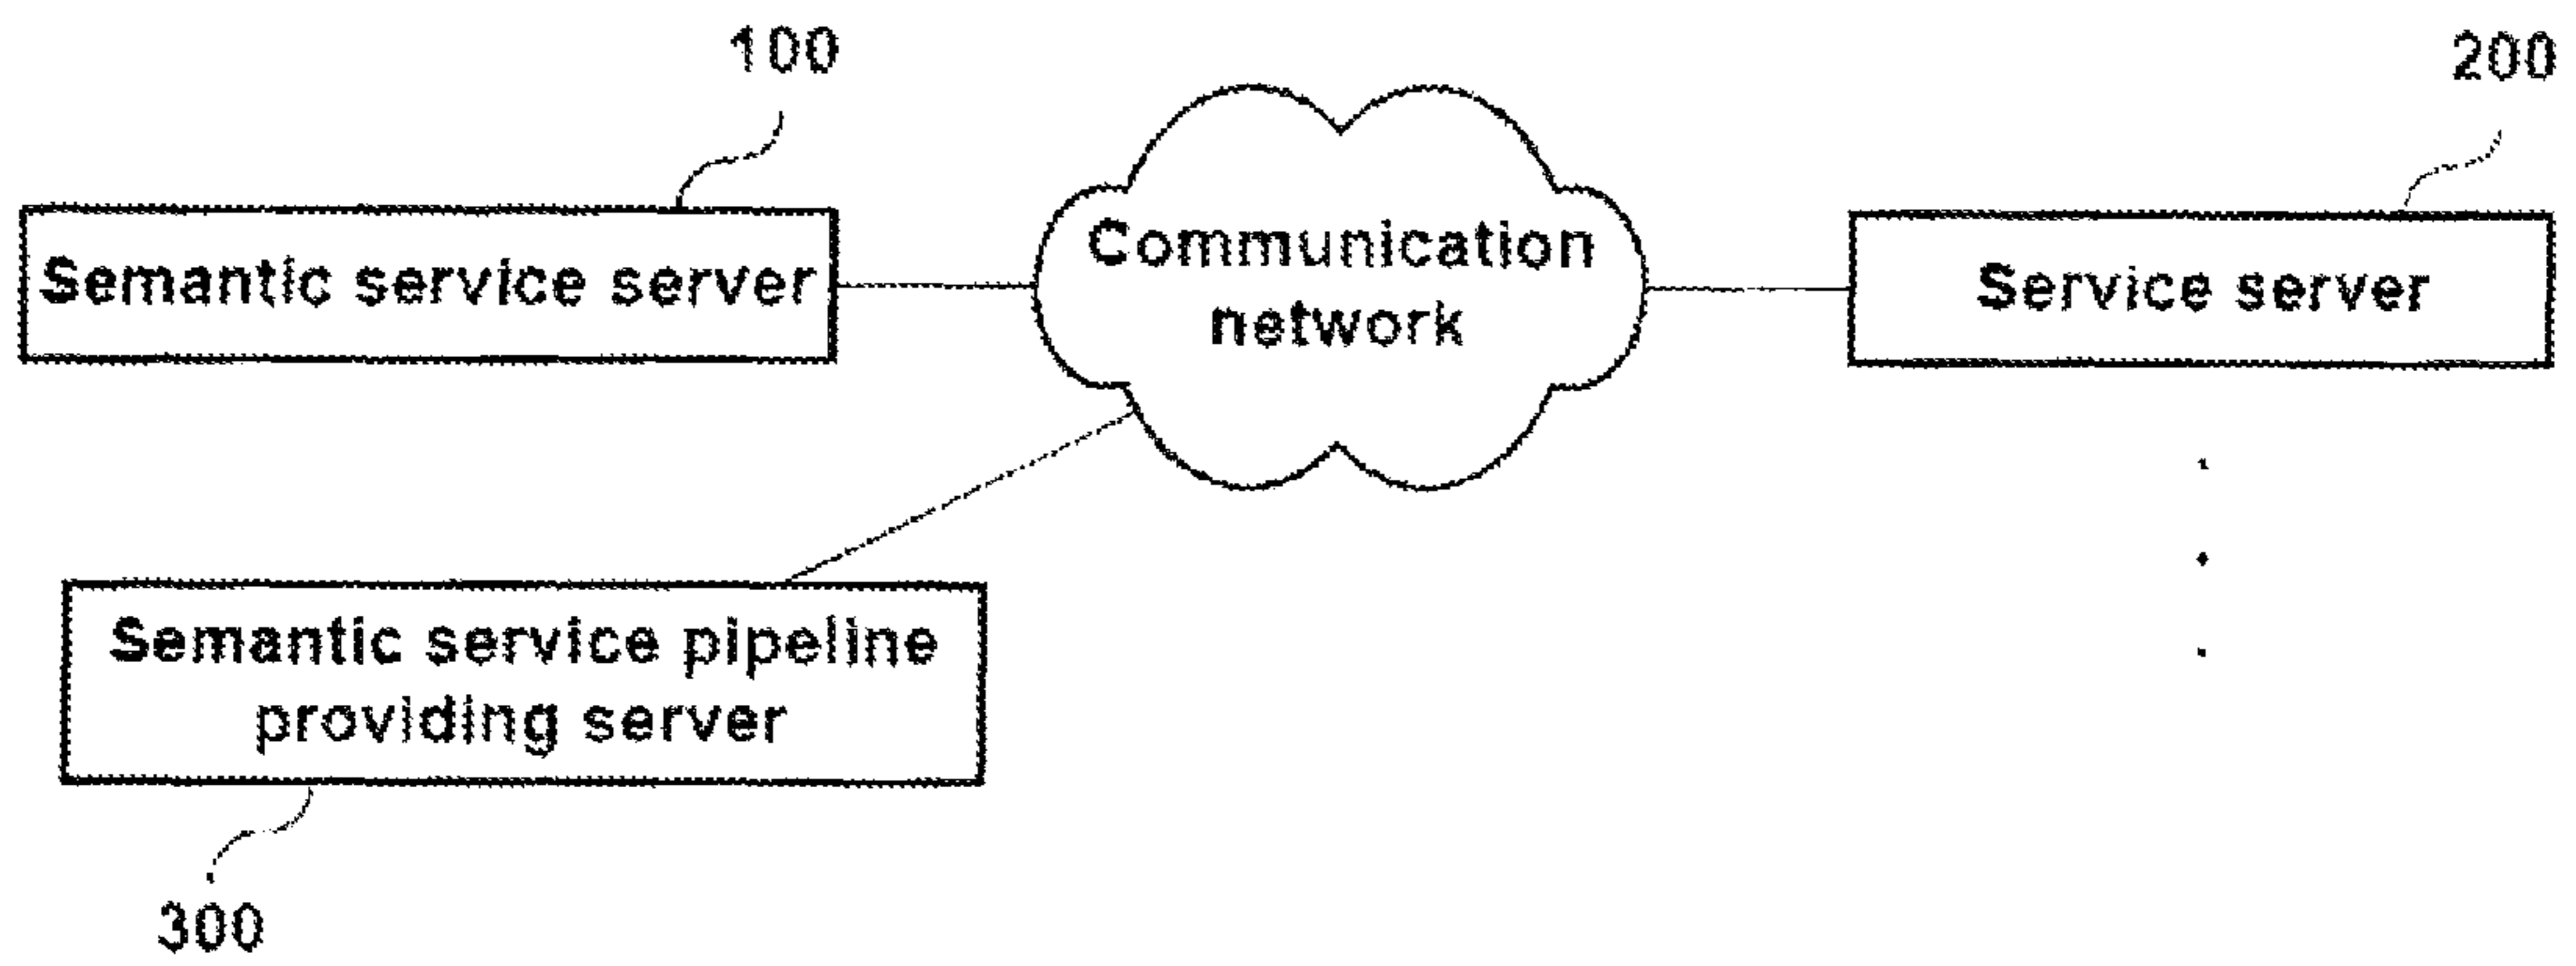 100
200
Semantic service server
Communication
network
Service server
Semantic service pipeline
providing server
300